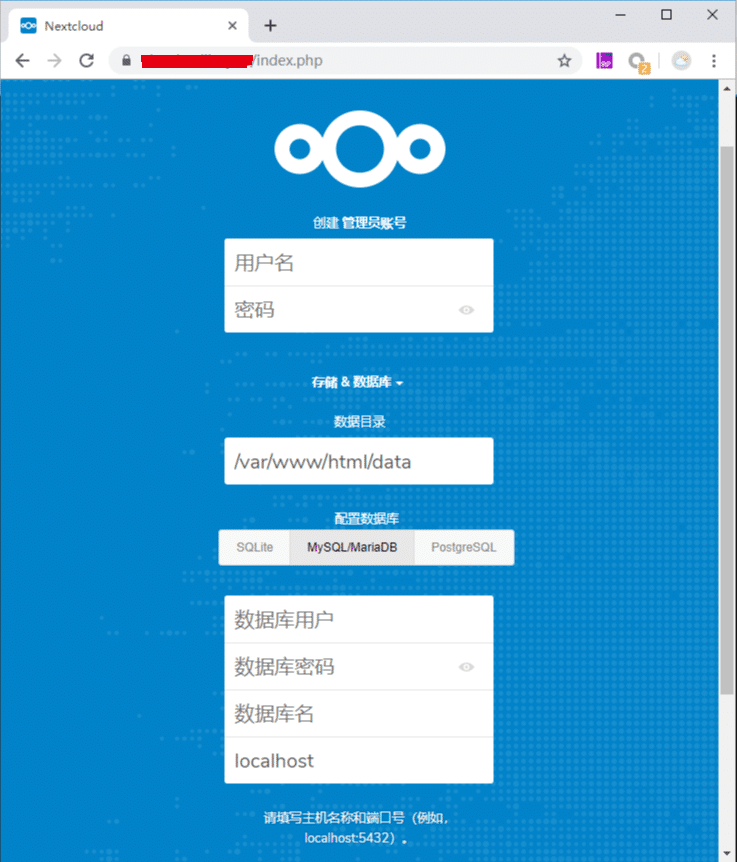 Nextcloud
/index.php
创建 管理员账号
用户名
密码
存储 & 数据库
数据目录
/var/www/html/data
配置数据库
SQLite MySQL/MariaDB PostgreSQL
数据库用户
数据库密码
数据库名
localhost
请填写主机名称和端口号（例如，
localhost:5432）。